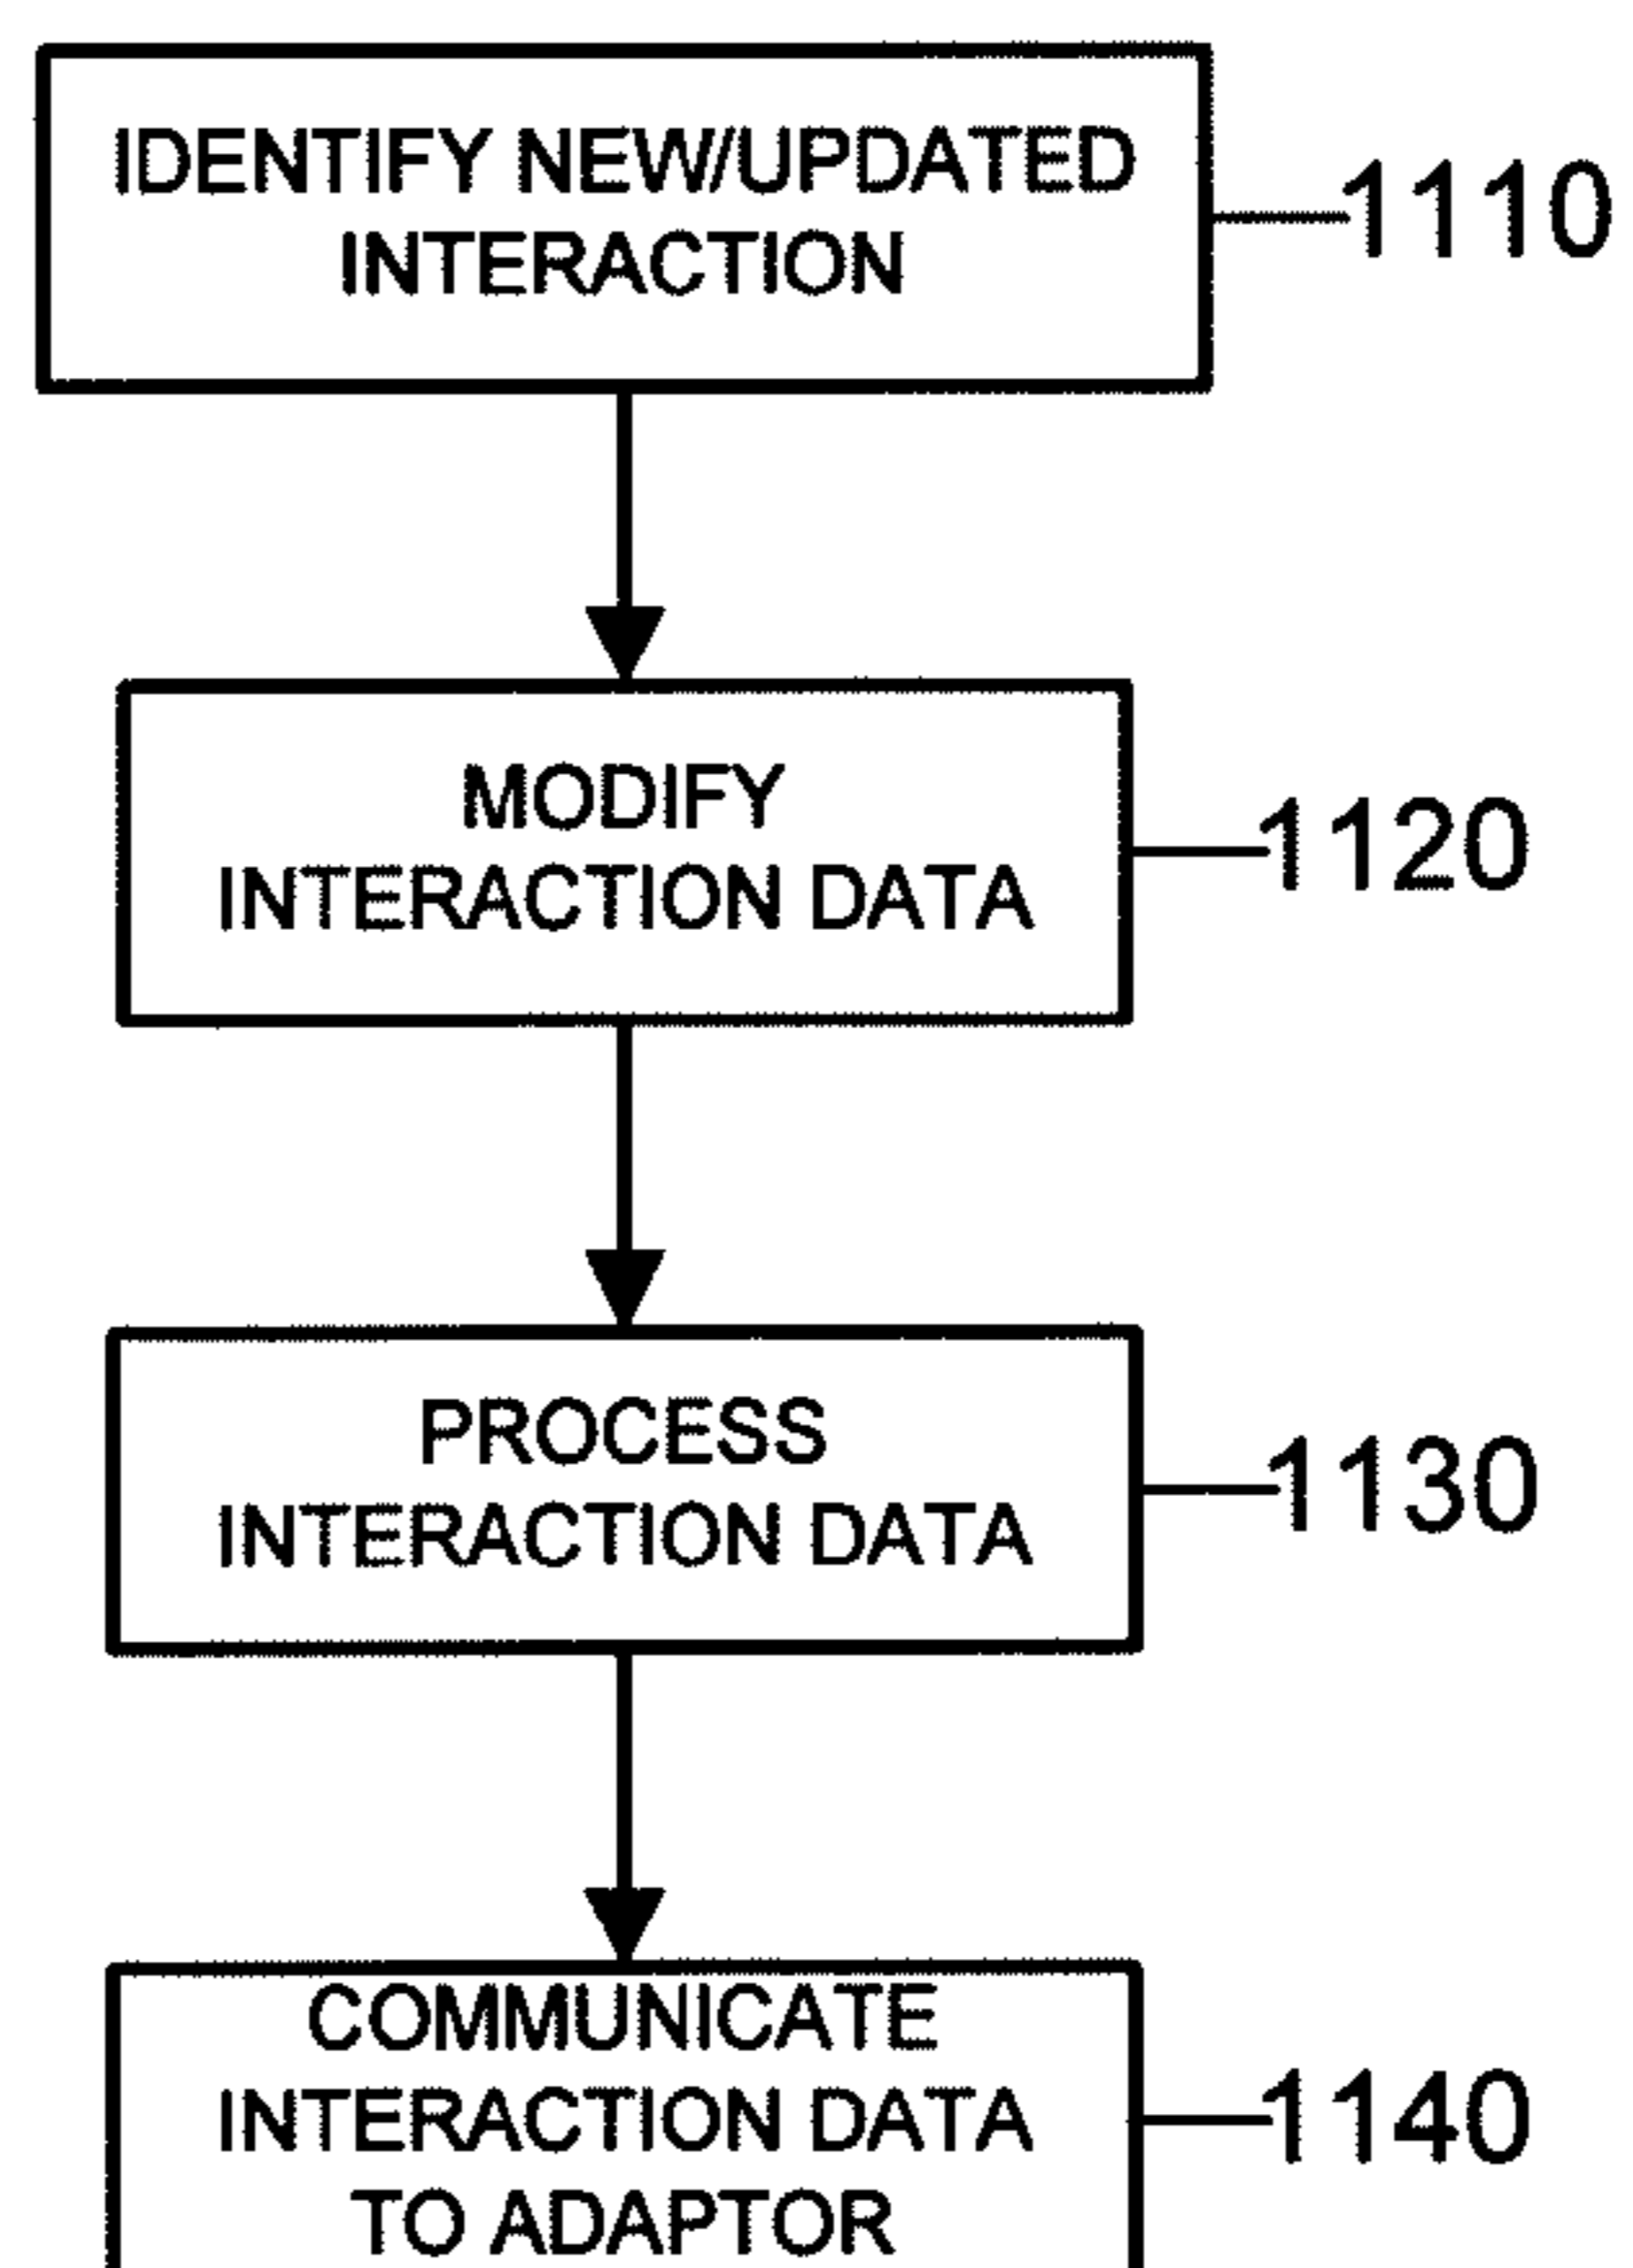 IDENTIFY NEW/UPDATED
INTERACTION
1110
MODIFY
INTERACTION DATA
1120
PROCESS
INTERACTION DATA
1130
COMMUNICATE
INTERACTION DATA
TO ADAPTOR
1140